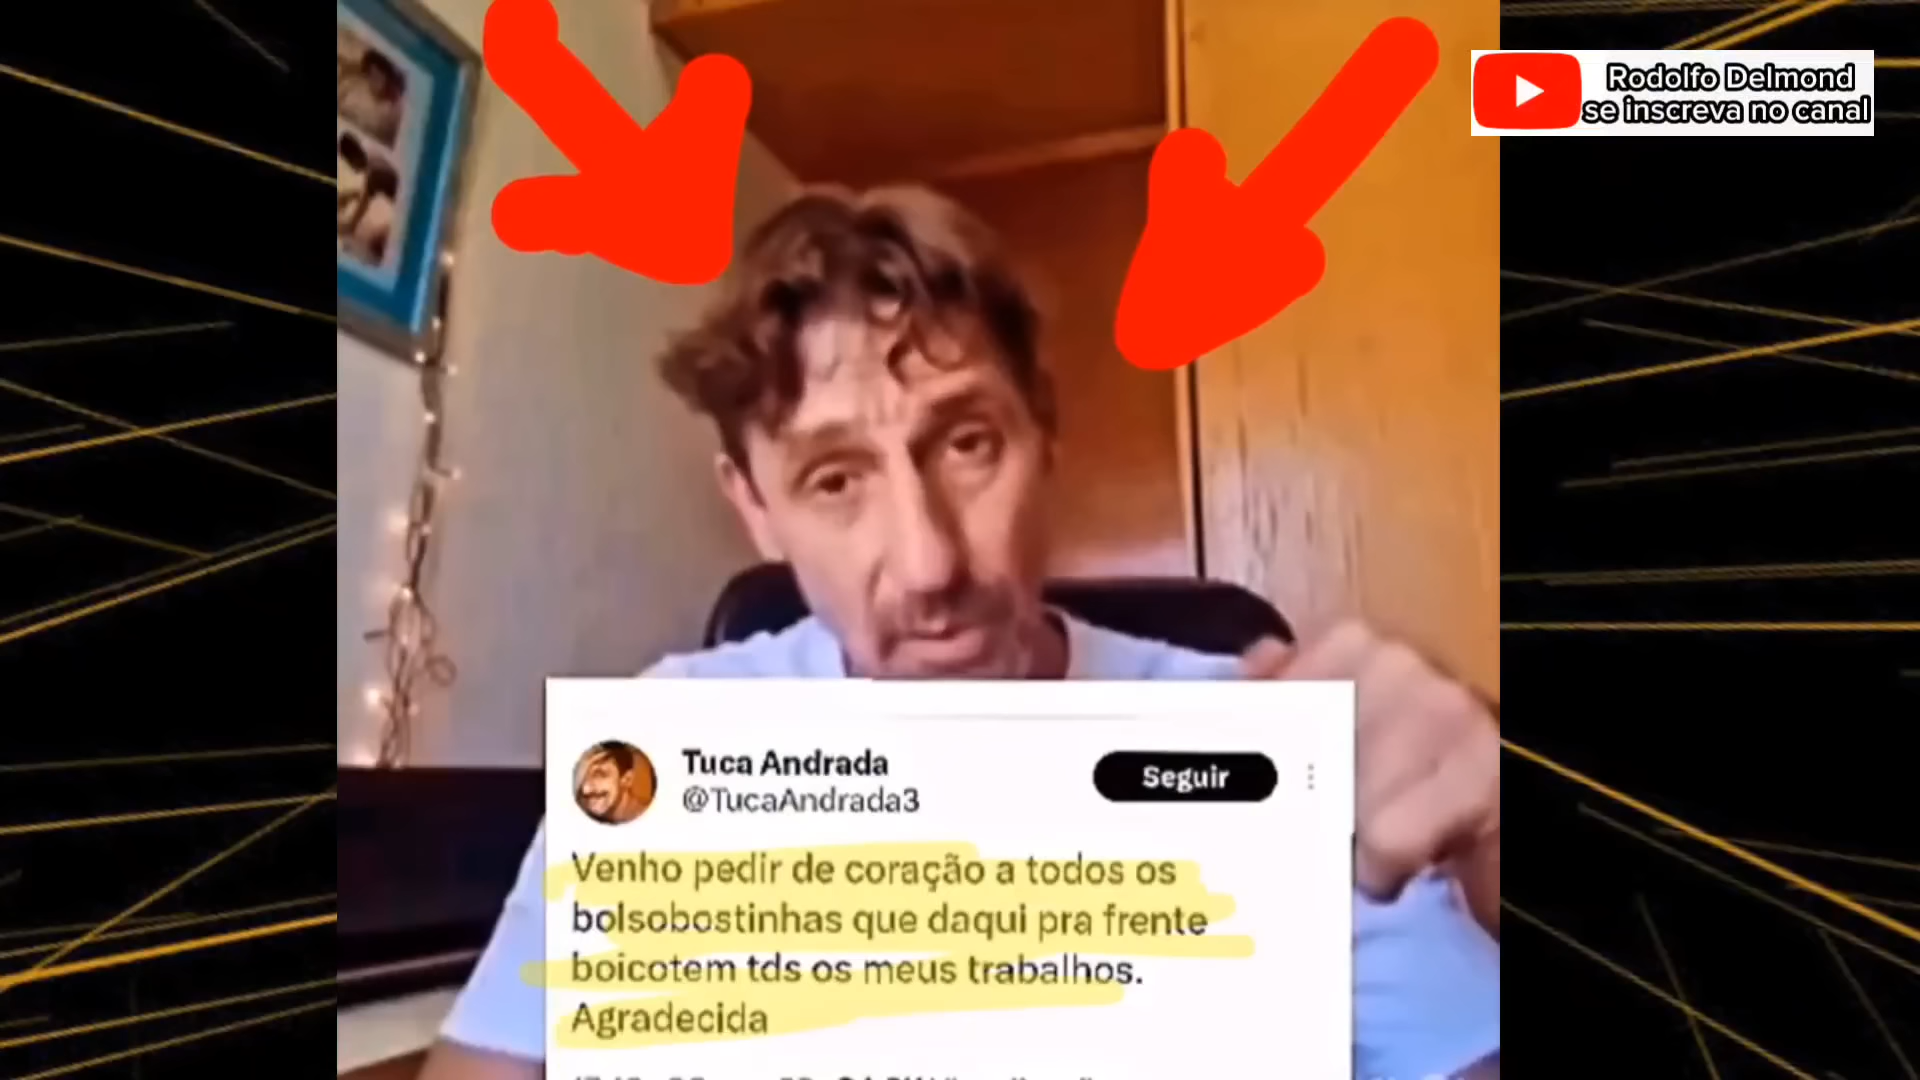 Rodolfo Delmond
se inscreva no canal
Tuca Andrada
@TucaAndrada3
Seguir
Venho pedir de coração a todos os
bolsobostinhas que daqui pra frente
boicotem tds os meus trabalhos.
Agradecida